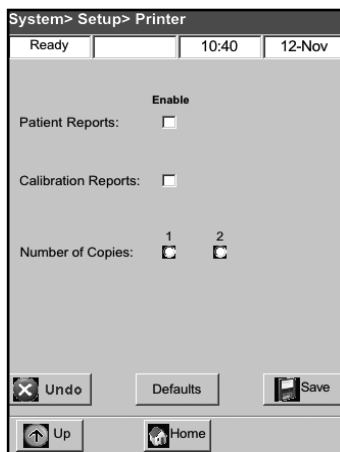 System> Setup> Printer
Ready 10:40 12-Nov
Enable
Patient Reports:
Calibration Reports:
1 2
Number of Copies:
Undo Defaults Save
Up Home